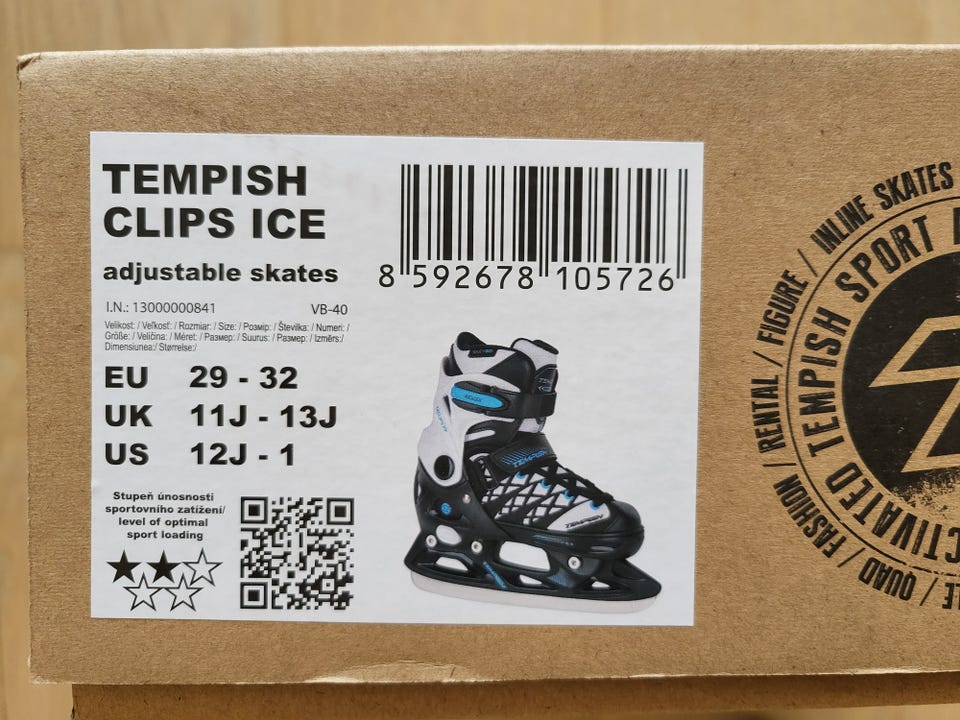 TEMPISH
CLIPS ICE
adjustable skates
8 592678 105726
I.N.: 13000000841 VB-40
Velikost: / Veľkosť: / Rozmiar: / Size: / Розмір: / Številka: / Numeri: /
Größe: / Veličina: / Méret: / Размер: / Suurus: / Размер: / Izmērs:/
Dimensiunea:/ Størrelse:/
EU 29 - 32
UK 11J - 13J
US 12J - 1
Stupeň únosnosti
sportovního zatížení/
level of optimal
sport loading
TEMPISH
TEMPISH
FASHION / RENTAL / FIGURE / INLINE SKATES
QUAD /
TEMPISH SPORT